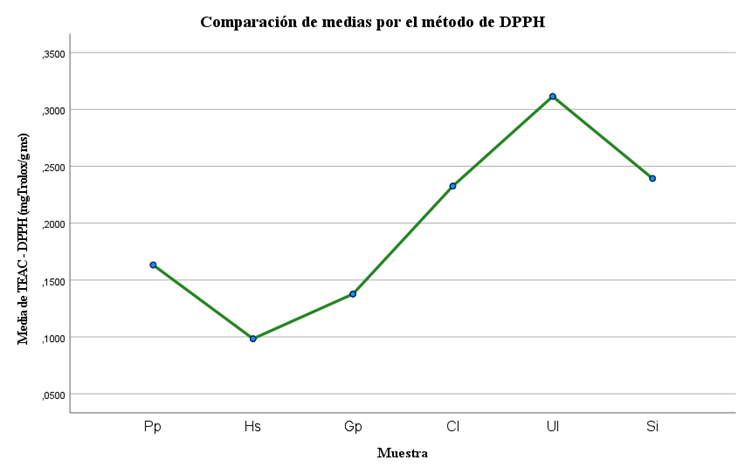 Comparación de medias por el método de DPPH
Media de TEAC - DPPH (mgTrolox/gms)
,3500
,3000
,2500
,2000
,1500
,1000
,0500
Pp Hs Gp Cl Ul Si
Muestra